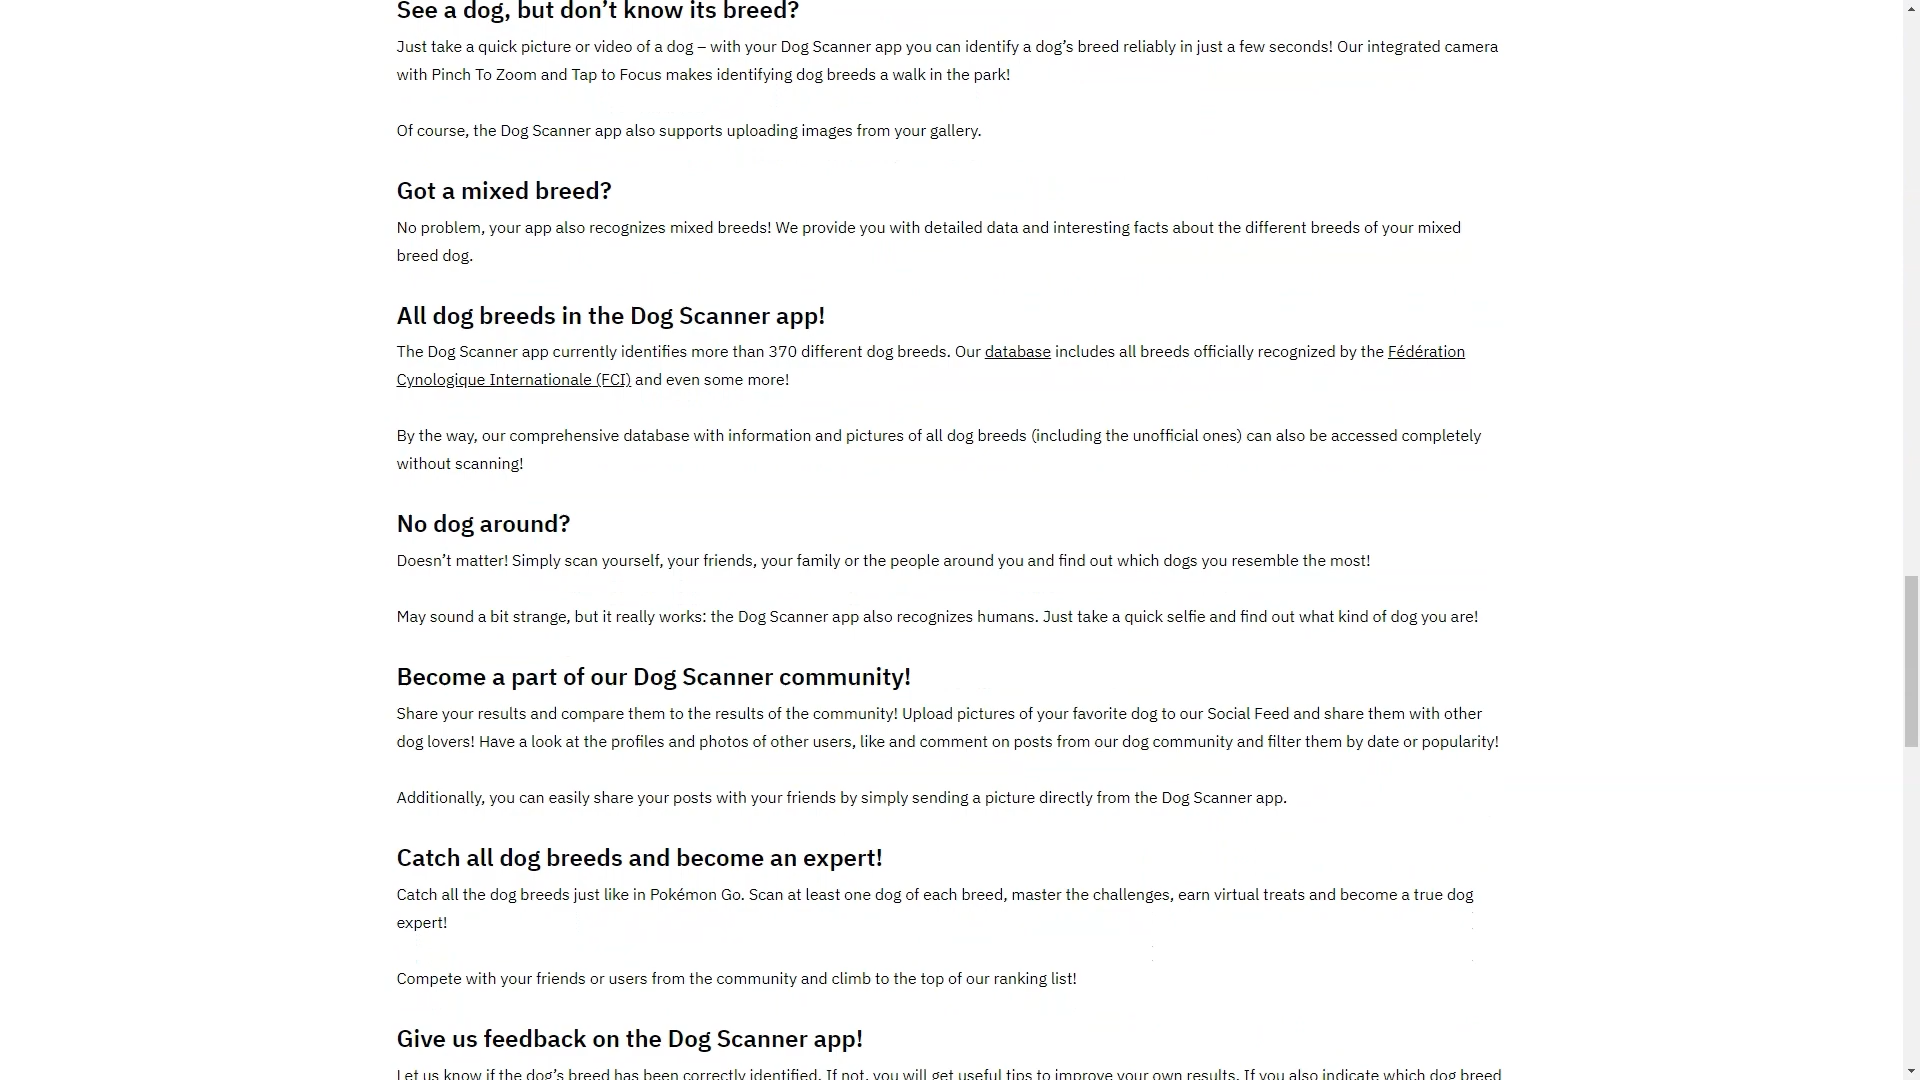 See a dog, but don’t know its breed?
Just take a quick picture or video of a dog – with your Dog Scanner app you can identify a dog’s breed reliably in just a few seconds! Our integrated camera
with Pinch To Zoom and Tap to Focus makes identifying dog breeds a walk in the park!
Of course, the Dog Scanner app also supports uploading images from your gallery.
Got a mixed breed?
No problem, your app also recognizes mixed breeds! We provide you with detailed data and interesting facts about the different breeds of your mixed
breed dog.
All dog breeds in the Dog Scanner app!
The Dog Scanner app currently identifies more than 370 different dog breeds. Our database includes all breeds officially recognized by the Fédération
Cynologique Internationale (FCI) and even some more!
By the way, our comprehensive database with information and pictures of all dog breeds (including the unofficial ones) can also be accessed completely
without scanning!
No dog around?
Doesn’t matter! Simply scan yourself, your friends, your family or the people around you and find out which dogs you resemble the most!
May sound a bit strange, but it really works: the Dog Scanner app also recognizes humans. Just take a quick selfie and find out what kind of dog you are!
Become a part of our Dog Scanner community!
Share your results and compare them to the results of the community! Upload pictures of your favorite dog to our Social Feed and share them with other
dog lovers! Have a look at the profiles and photos of other users, like and comment on posts from our dog community and filter them by date or popularity!
Additionally, you can easily share your posts with your friends by simply sending a picture directly from the Dog Scanner app.
Catch all dog breeds and become an expert!
Catch all the dog breeds just like in Pokémon Go. Scan at least one dog of each breed, master the challenges, earn virtual treats and become a true dog
expert!
Compete with your friends or users from the community and climb to the top of our ranking list!
Give us feedback on the Dog Scanner app!
Let us know if the dog’s breed has been correctly identified. If not, you will get useful tips to improve your own results. If you also indicate which dog breed